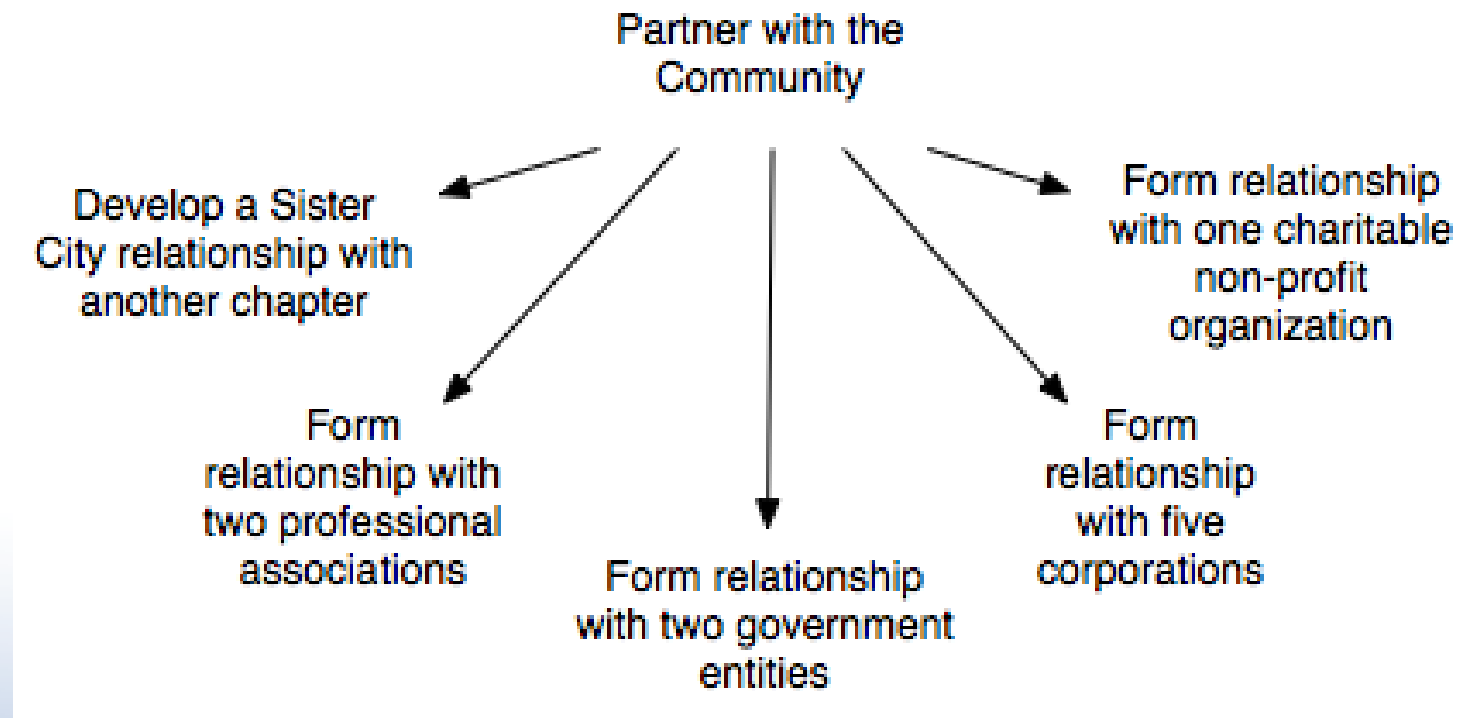 Partner with the
Community
Develop a Sister
City relationship with
another chapter
Form
relationship with
two professional
associations
Form relationship
with two government
entities
Form
relationship
with five
corporations
Form relationship
with one charitable
non-profit
organization